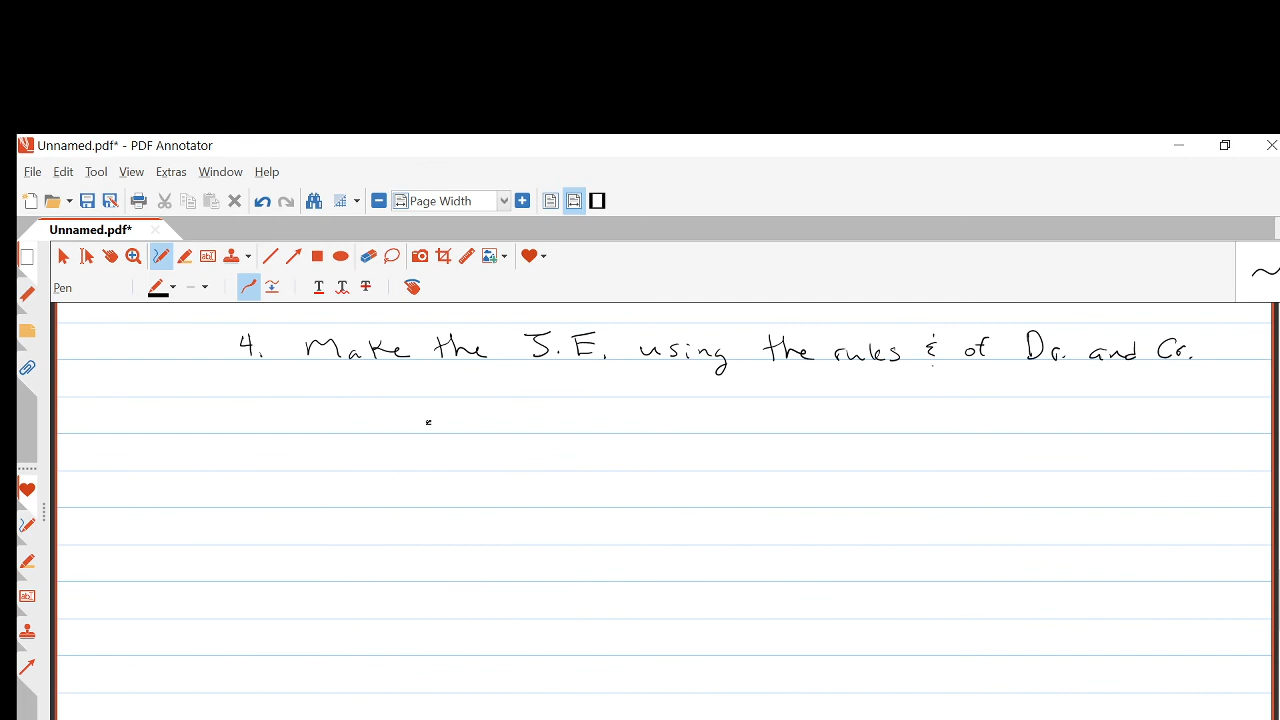 Unnamed.pdf* - PDF Annotator
File Edit Tool View Extras Window Help
Page Width
Unnamed.pdf*
Pen
T T T
4. Make the J.E. using the rules & of Dr. and Cr.